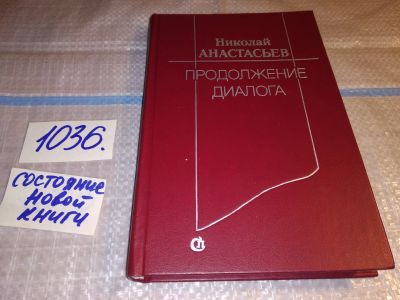 Николай
АНАСТАСЬЕВ
ПРОДОЛЖЕНИЕ
ДИАЛОГА
1036.
СОСТОЯНИЕ
НОВОЙ
КНИГИ